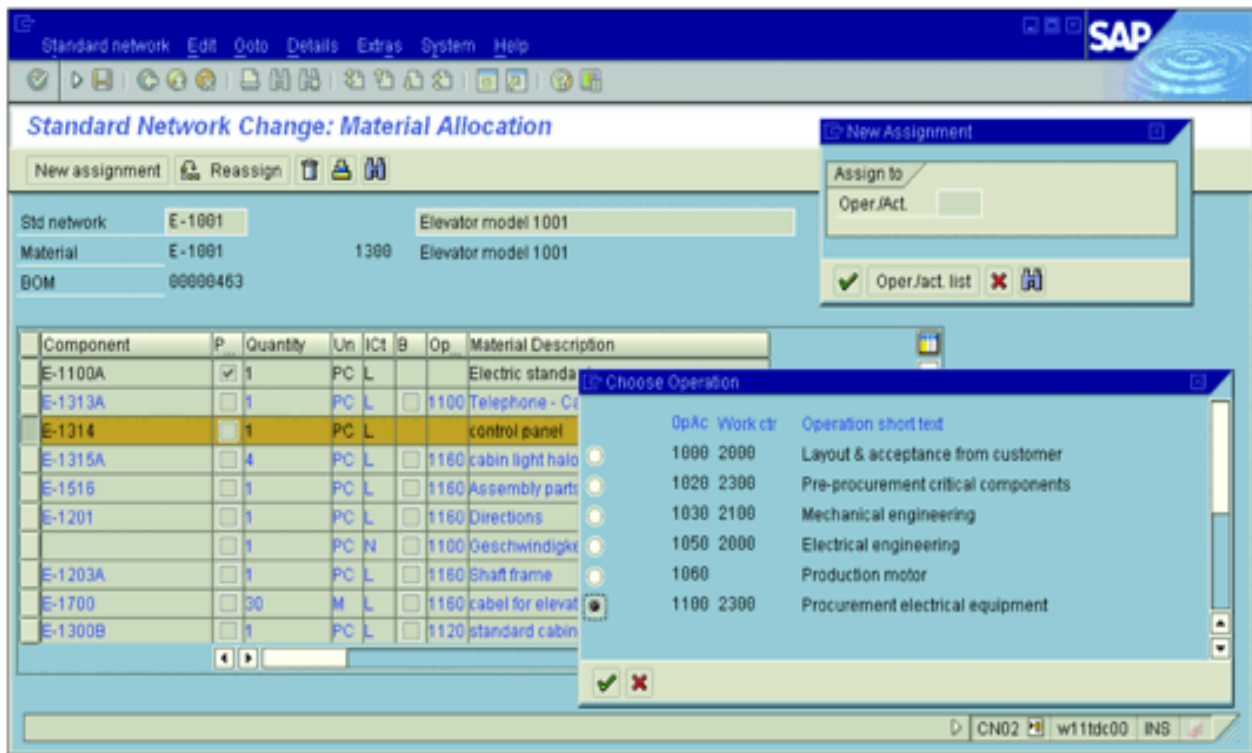 Standard network Edit Goto Details Extras System Help
SAP
Standard Network Change: Material Allocation
New assignment Reassign
Std network E-1001 Elevator model 1001
Material E-1001 1300 Elevator model 1001
BOM 00000463
New Assignment
Assign to
Oper./Act.
Oper./act. list
Component P... Quantity Un ICt B Op... Material Description
E-1100A 1 PC L Electric standa
E-1313A 1 PC L 1100 Telephone - Ca
E-1314 1 PC L control panel
E-1315A 4 PC L 1160 cabin light halo
E-1516 1 PC L 1160 Assembly parts
E-1201 1 PC L 1160 Directions
1 PC N 1100 Geschwindigke
E-1203A 1 PC L 1160 Shaft frame
E-1700 30 M L 1160 cabel for elevat
E-1300B 1 PC L 1120 standard cabin
Choose Operation
OpAc Work ctr Operation short text
1000 2000 Layout & acceptance from customer
1020 2300 Pre-procurement critical components
1030 2100 Mechanical engineering
1050 2000 Electrical engineering
1060 Production motor
1100 2300 Procurement electrical equipment
CN02 w11tdc00 INS